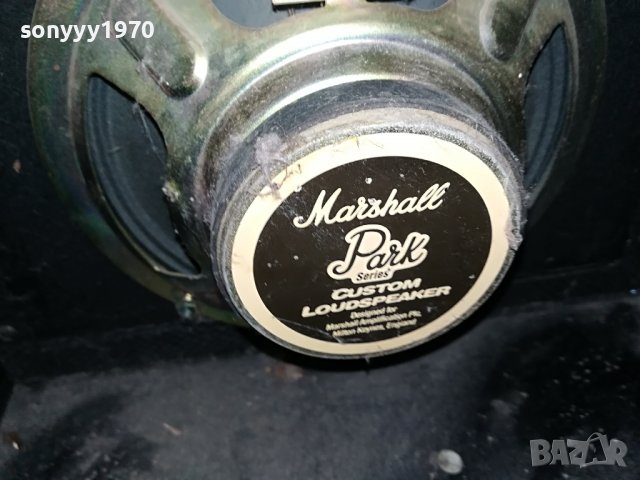 sonyyy1970
Marshall
Park
Series
CUSTOM
LOUDSPEAKER
Designed for
Marshall Amplification Plc.
Milton Keynes, England
BAZAR